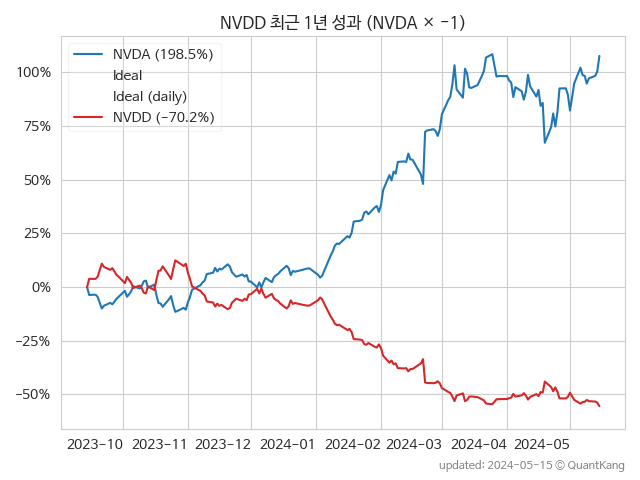 NVDD 최근 1년 성과 (NVDA × −1)
NVDA (198.5%)
Ideal
Ideal (daily)
NVDD (−70.2%)
100%
75%
50%
25%
0%
−25%
−50%
2023-10 2023-11 2023-12 2024-01 2024-02 2024-03 2024-04 2024-05
updated: 2024-05-15 © QuantKang